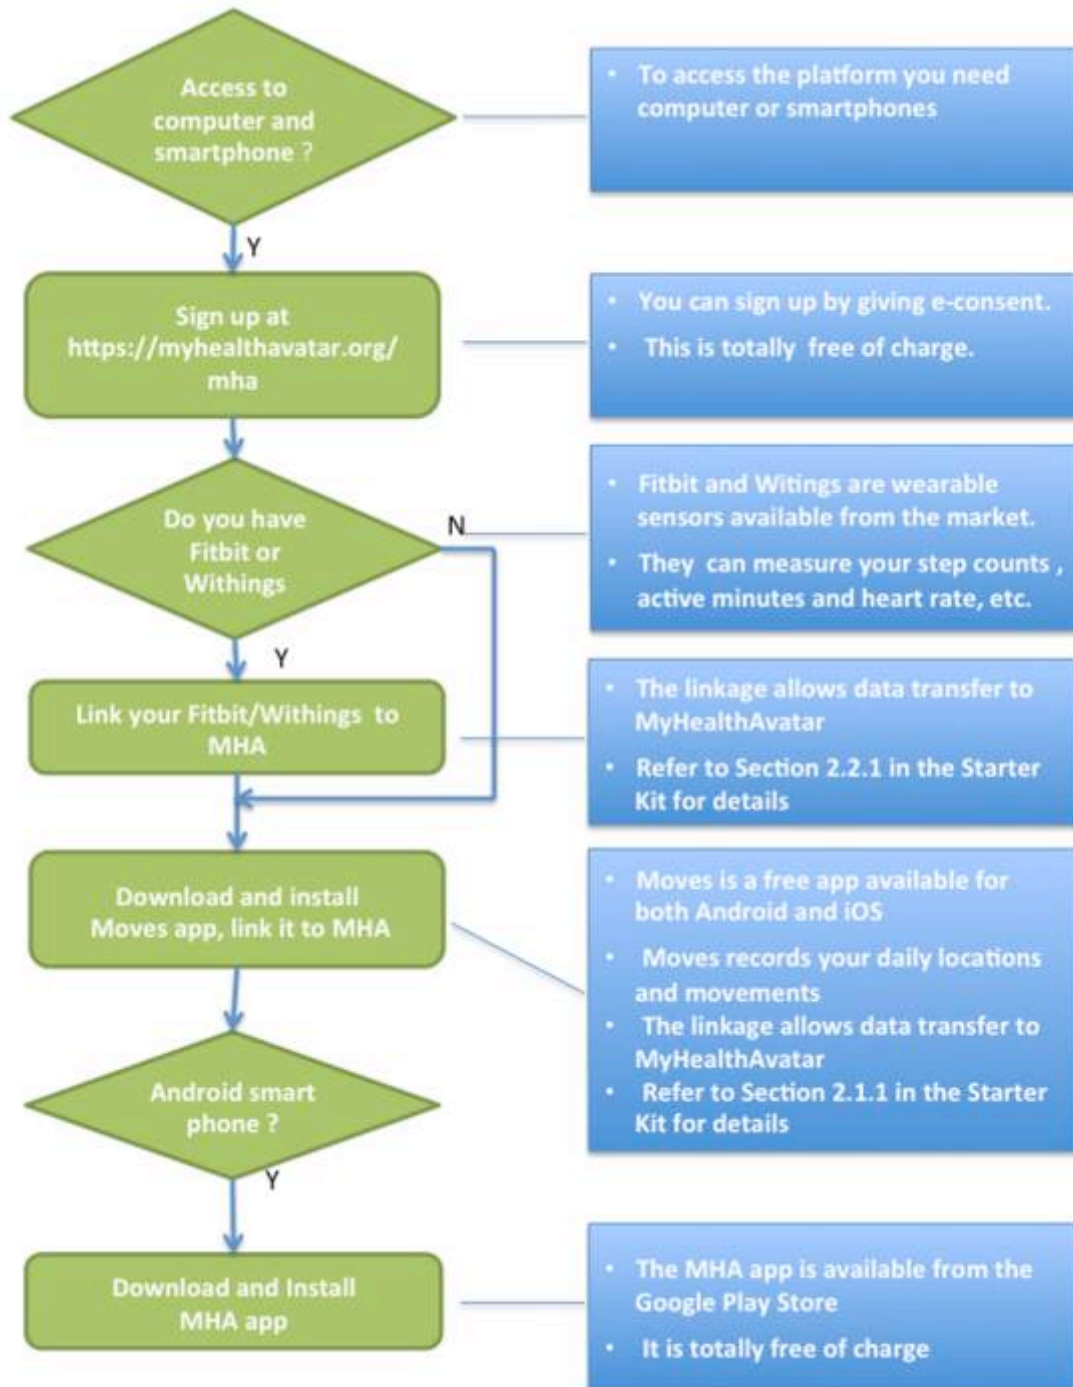 Access to
computer and
smartphone ?
• To access the platform you need
computer or smartphones
Y
Sign up at
https://myhealthavatar.org/
mha
• You can sign up by giving e-consent.
• This is totally free of charge.
Do you have
Fitbit or
Withings
N
• Fitbit and Witings are wearable
sensors available from the market.
• They can measure your step counts ,
active minutes and heart rate, etc.
Y
Link your Fitbit/Withings to
MHA
• The linkage allows data transfer to
MyHealthAvatar
• Refer to Section 2.2.1 in the Starter
Kit for details
Download and install
Moves app, link it to MHA
• Moves is a free app available for
both Android and iOS
• Moves records your daily locations
and movements
• The linkage allows data transfer to
MyHealthAvatar
• Refer to Section 2.1.1 in the Starter
Kit for details
Android smart
phone ?
Y
Download and Install
MHA app
• The MHA app is available from the
Google Play Store
• It is totally free of charge